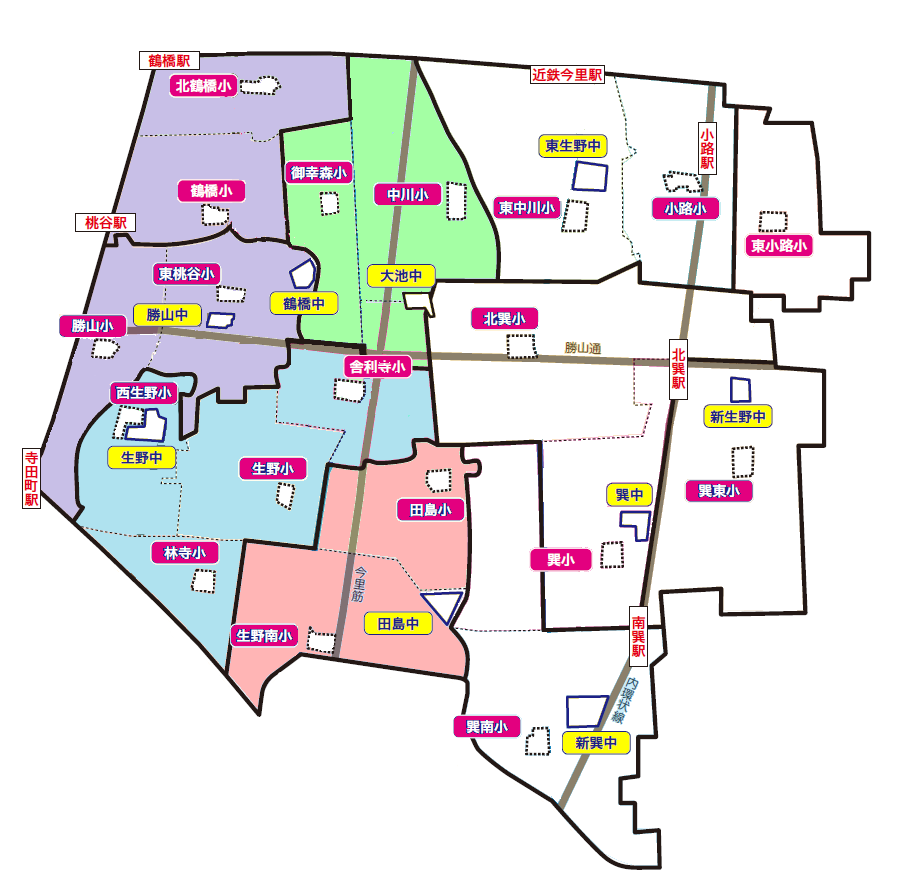 鶴橋駅
近鉄今里駅
北鶴橋小
小路駅
東生野中
御幸森小
鶴橋小
中川小
東中川小
小路小
桃谷駅
東小路小
東桃谷小
大池中
鶴橋中
勝山中
勝山小
北巽小
勝山通
北巽駅
舎利寺小
西生野小
新生野中
生野中
生野小
寺田町駅
巽中
巽東小
田島小
林寺小
巽小
今里筋
田島中
生野南小
南巽駅
内環状線
巽南小
新巽中